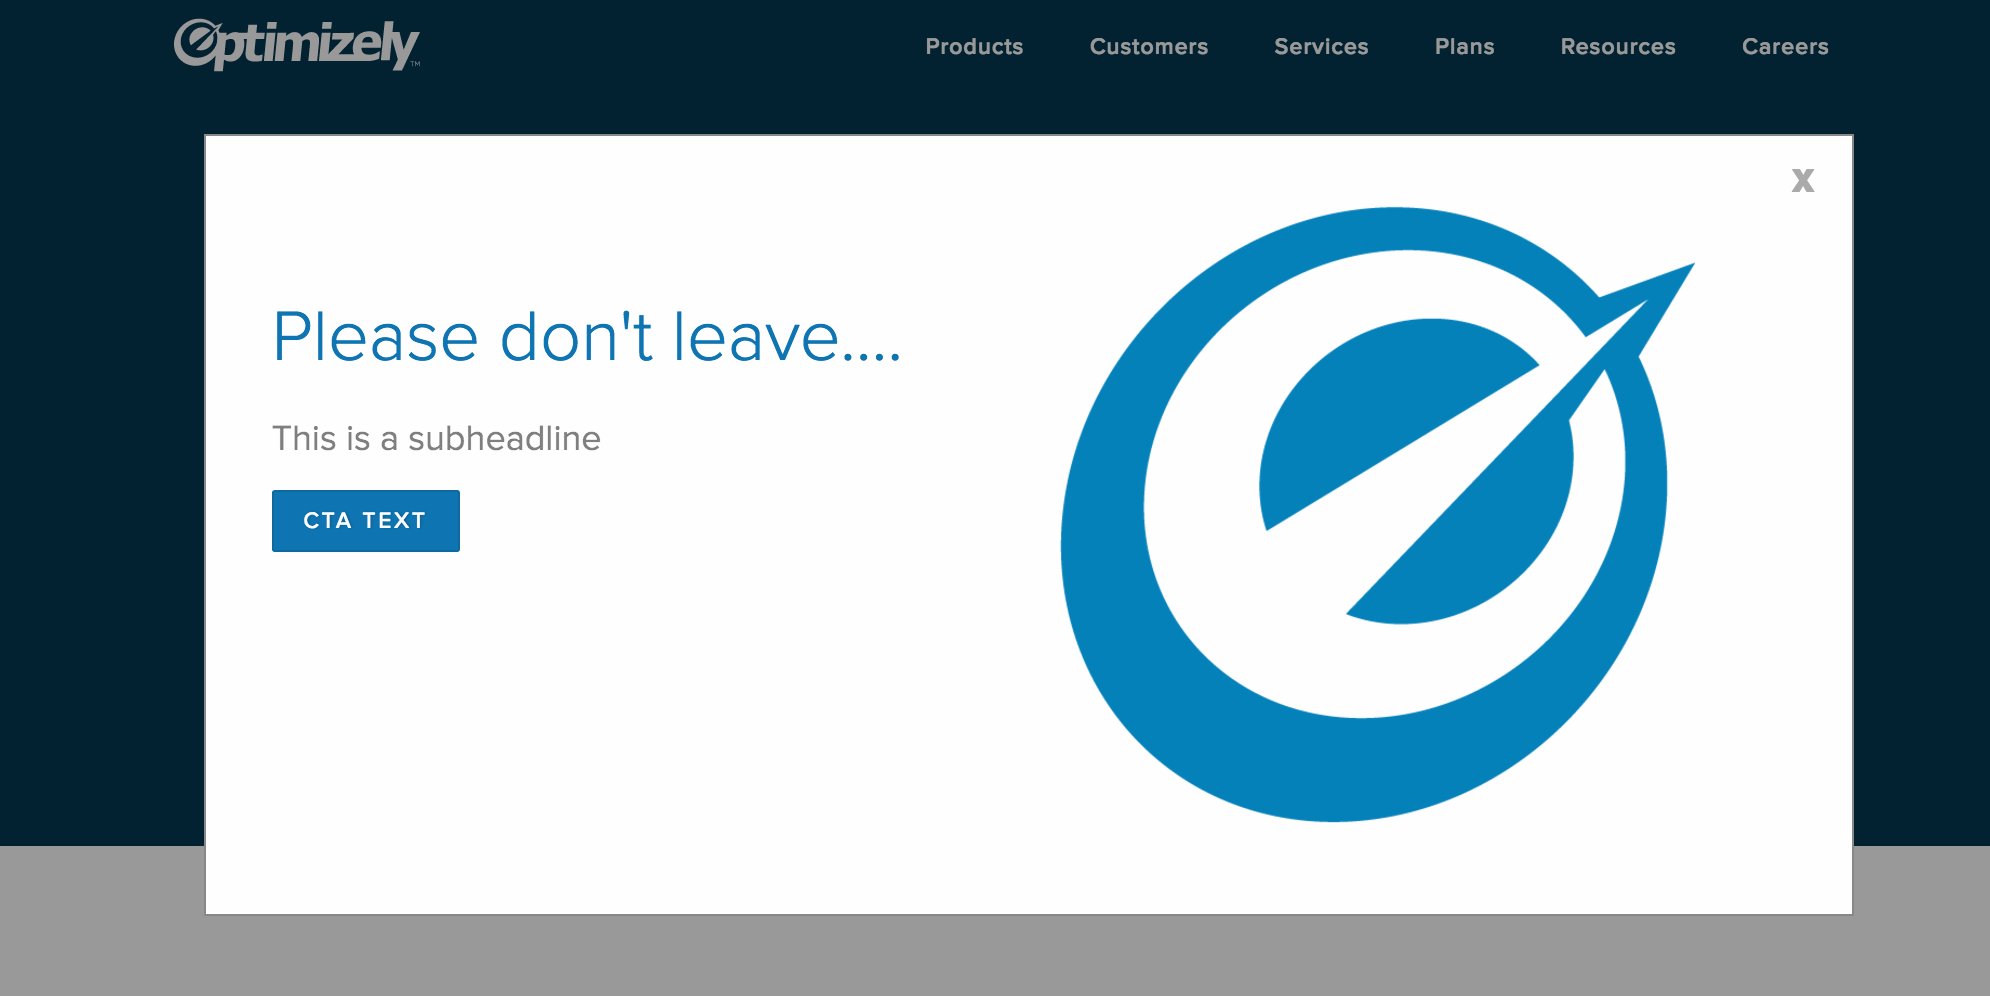 Optimizely™
Products Customers Services Plans Resources Careers
X
Please don't leave....
This is a subheadline
CTA TEXT